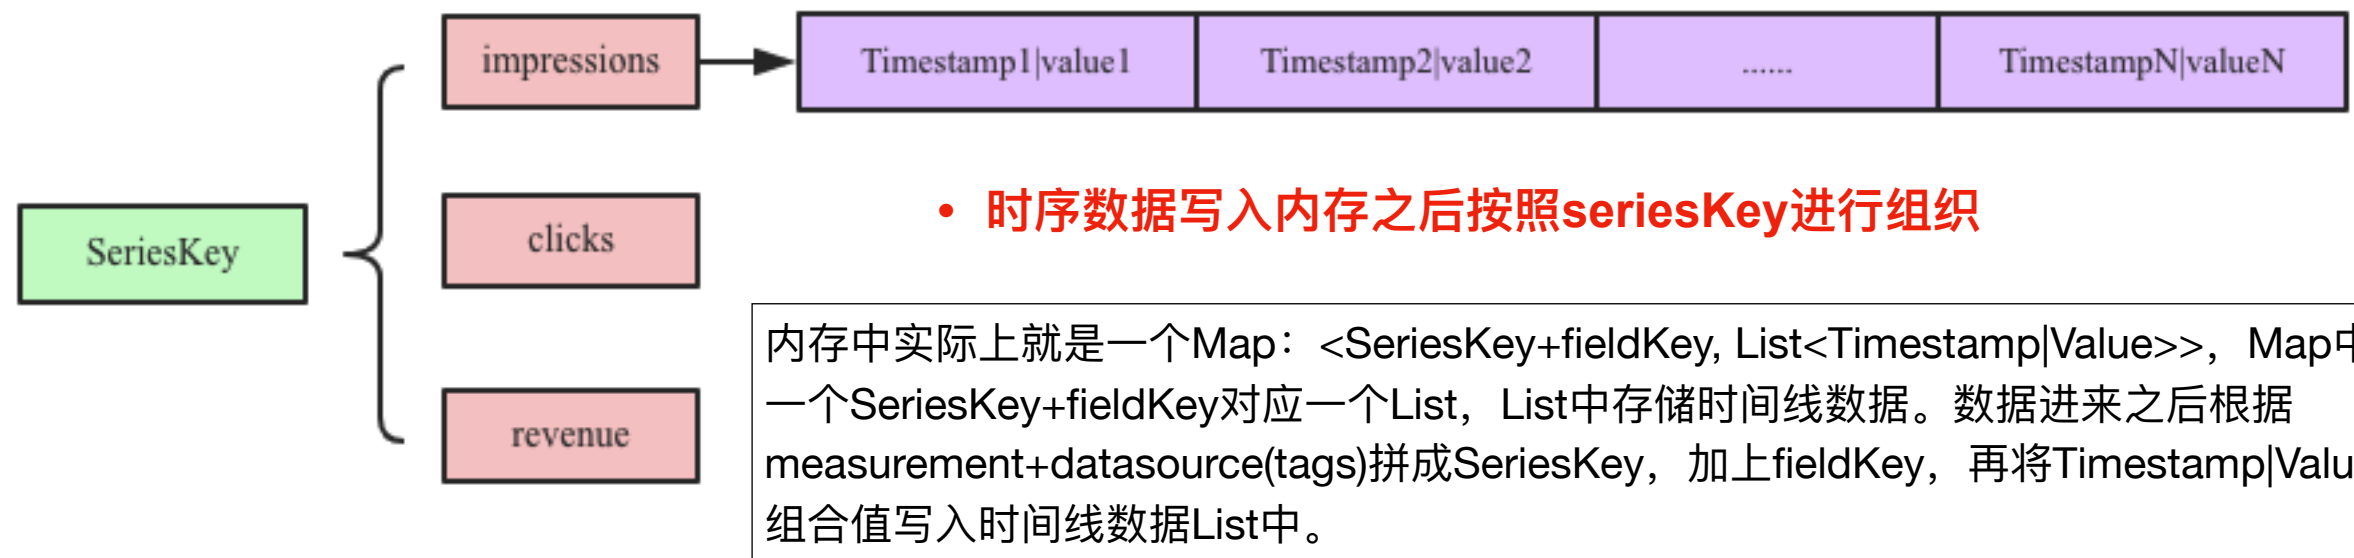 impressions
Timestamp1|value1
Timestamp2|value2
......
TimestampN|valueN
• 时序数据写入内存之后按照seriesKey进行组织
SeriesKey
clicks
revenue
内存中实际上就是一个Map：<SeriesKey+fieldKey, List<Timestamp|Value>>，Map中
一个SeriesKey+fieldKey对应一个List，List中存储时间线数据。数据进来之后根据
measurement+datasource(tags)拼成SeriesKey，加上fieldKey，再将Timestamp|Valu
组合值写入时间线数据List中。